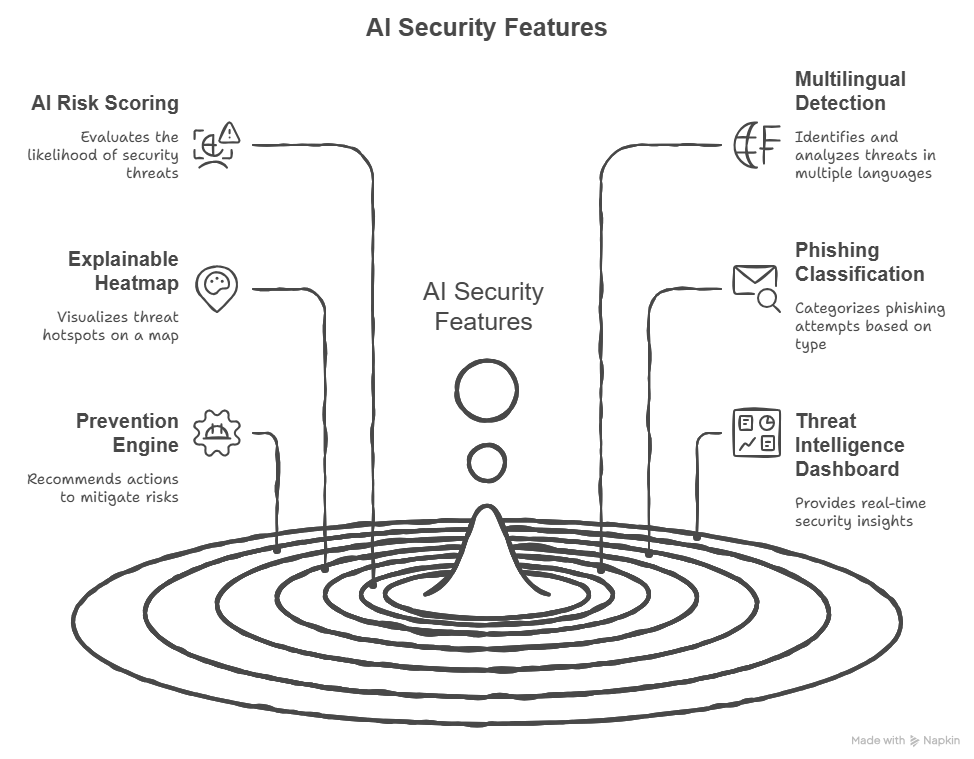 AI Security Features
AI Risk Scoring
Evaluates the
likelihood of security
threats
Explainable
Heatmap
Visualizes threat
hotspots on a map
Prevention
Engine
Recommends actions
to mitigate risks
AI Security
Features
Multilingual
Detection
Identifies and
analyzes threats in
multiple languages
Phishing
Classification
Categorizes phishing
attempts based on
type
Threat
Intelligence
Dashboard
Provides real-time
security insights
Made with Napkin